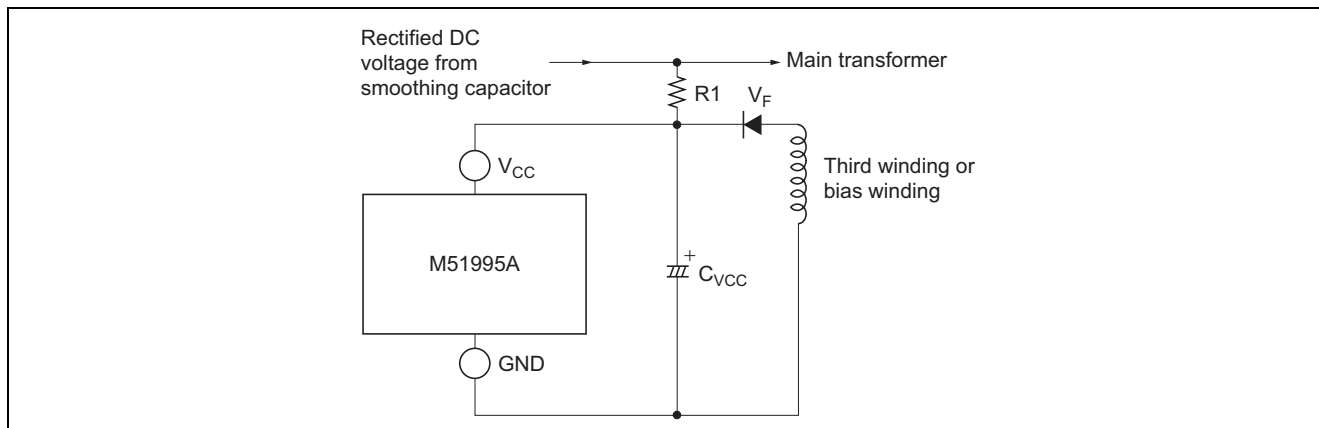 Rectified DC
voltage from
smoothing capacitor
Main transformer
R1
VF
VCC
Third winding or
bias winding
M51995A
+
CVCC
GND